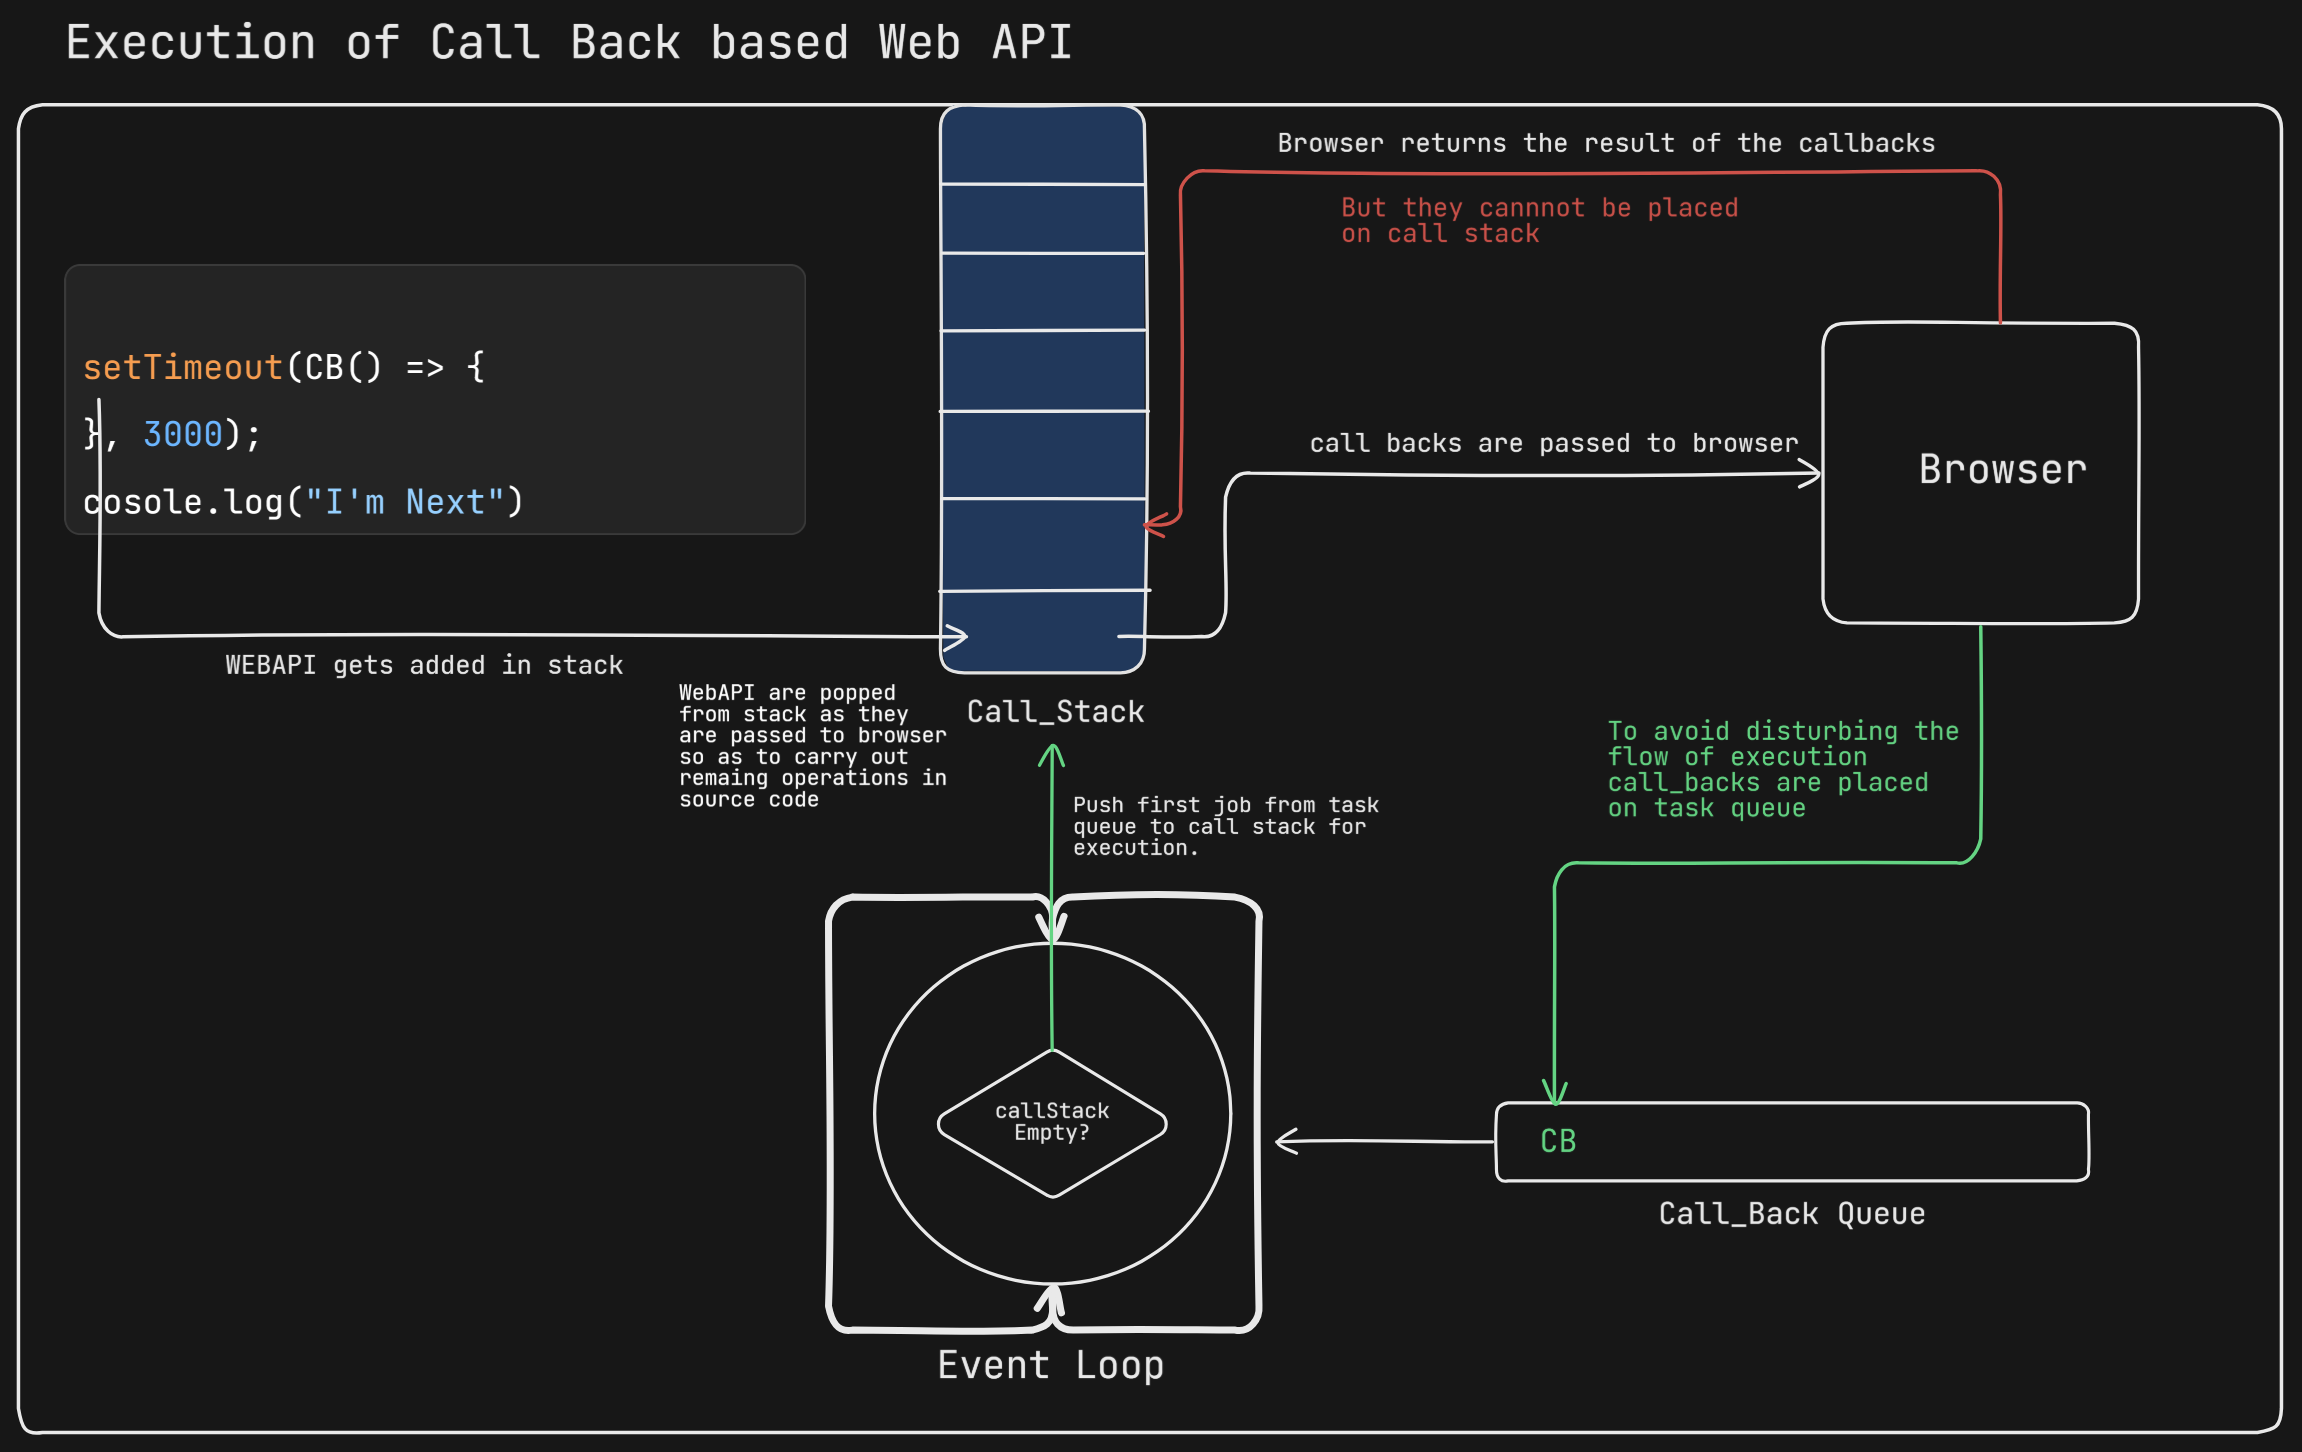 Execution of Call Back based Web API
Browser returns the result of the callbacks
But they cannnot be placed
on call stack
setTimeout(CB() => {
}, 3000);
cosole.log("I'm Next")
call backs are passed to browser
Browser
WEBAPI gets added in stack
WebAPI are popped
from stack as they
are passed to browser
so as to carry out
remaing operations in
source code
Call_Stack
To avoid disturbing the
flow of execution
call_backs are placed
on task queue
Push first job from task
queue to call stack for
execution.
callStack
Empty?
CB
Call_Back Queue
Event Loop